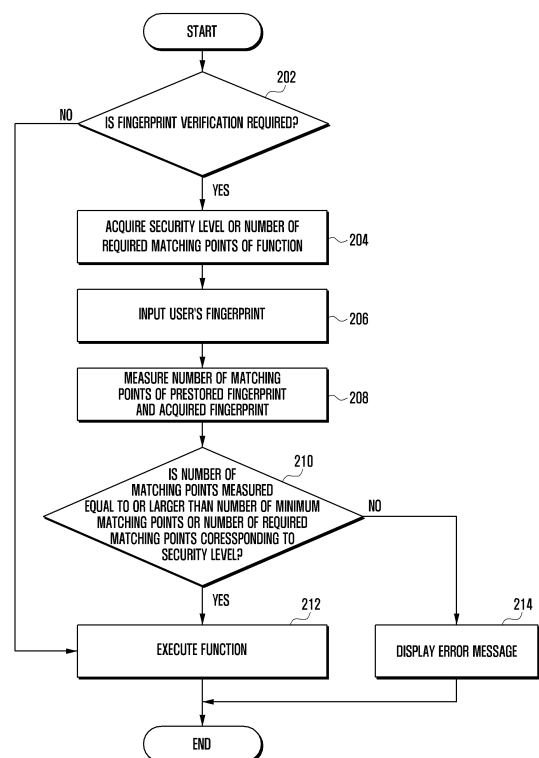 START
202
NO
IS FINGERPRINT VERIFICATION REQUIRED?
YES
ACQUIRE SECURITY LEVEL OR NUMBER OF
REQUIRED MATCHING POINTS OF FUNCTION
204
INPUT USER'S FINGERPRINT
206
MEASURE NUMBER OF MATCHING
POINTS OF PRESTORED FINGERPRINT
AND ACQUIRED FINGERPRINT
208
210
IS NUMBER OF
MATCHING POINTS MEASURED
EQUAL TO OR LARGER THAN NUMBER OF MINIMUM
MATCHING POINTS OR NUMBER OF REQUIRED
MATCHING POINTS CORESSPONDING TO
SECURITY LEVEL?
NO
YES
212
EXECUTE FUNCTION
214
DISPLAY ERROR MESSAGE
END